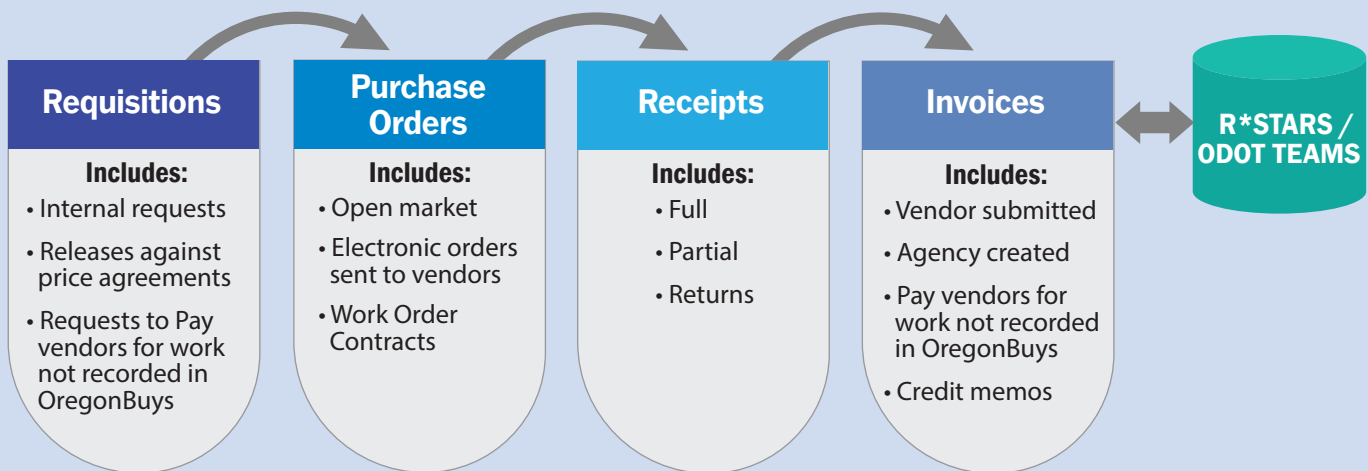 Requisitions
Includes:
• Internal requests
• Releases against
price agreements
• Requests to Pay
vendors for work
not recorded in
OregonBuys
Purchase
Orders
Includes:
• Open market
• Electronic orders
sent to vendors
• Work Order
Contracts
Receipts
Includes:
• Full
• Partial
• Returns
Invoices
Includes:
• Vendor submitted
• Agency created
• Pay vendors for
work not recorded
in OregonBuys
• Credit memos
R*STARS /
ODOT TEAMS